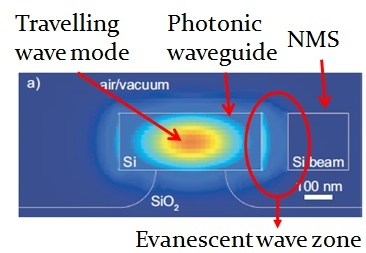 Travelling
wave mode
Photonic
waveguide
NMS
a)
air/vacuum
Si
Si beam
SiO2
100 nm
Evanescent wave zone